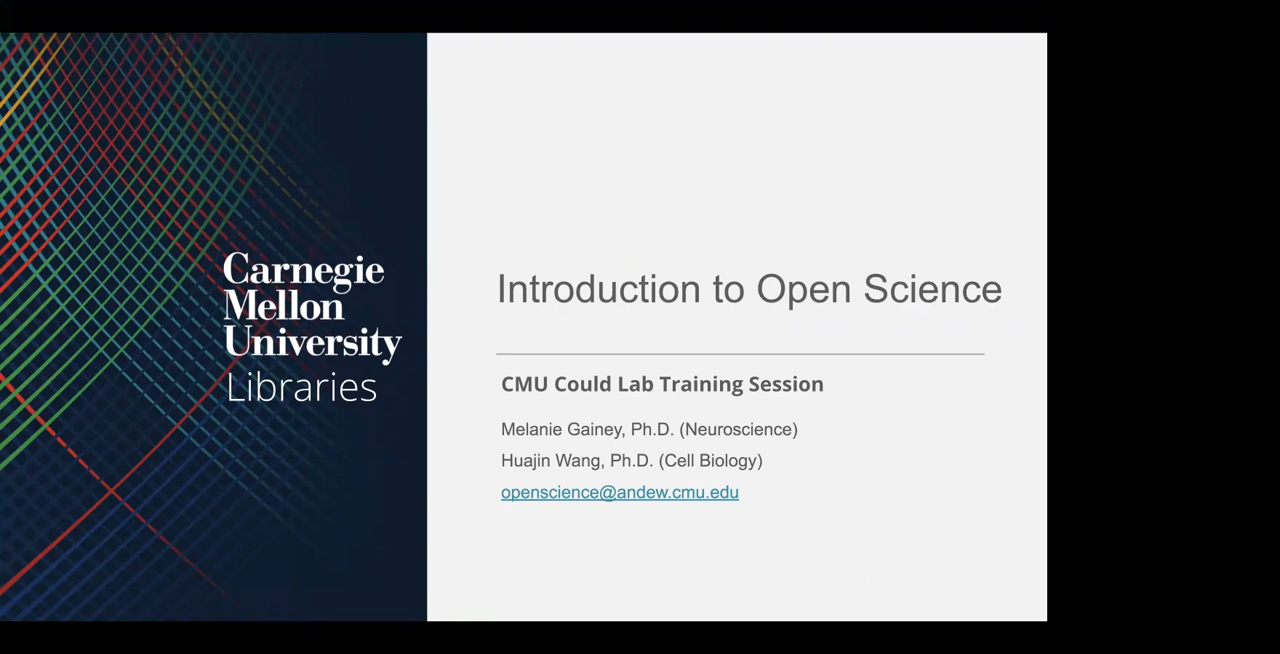 Carnegie
Mellon
University
Libraries
Introduction to Open Science
CMU Could Lab Training Session
Melanie Gainey, Ph.D. (Neuroscience)
Huajin Wang, Ph.D. (Cell Biology)
openscience@andew.cmu.edu